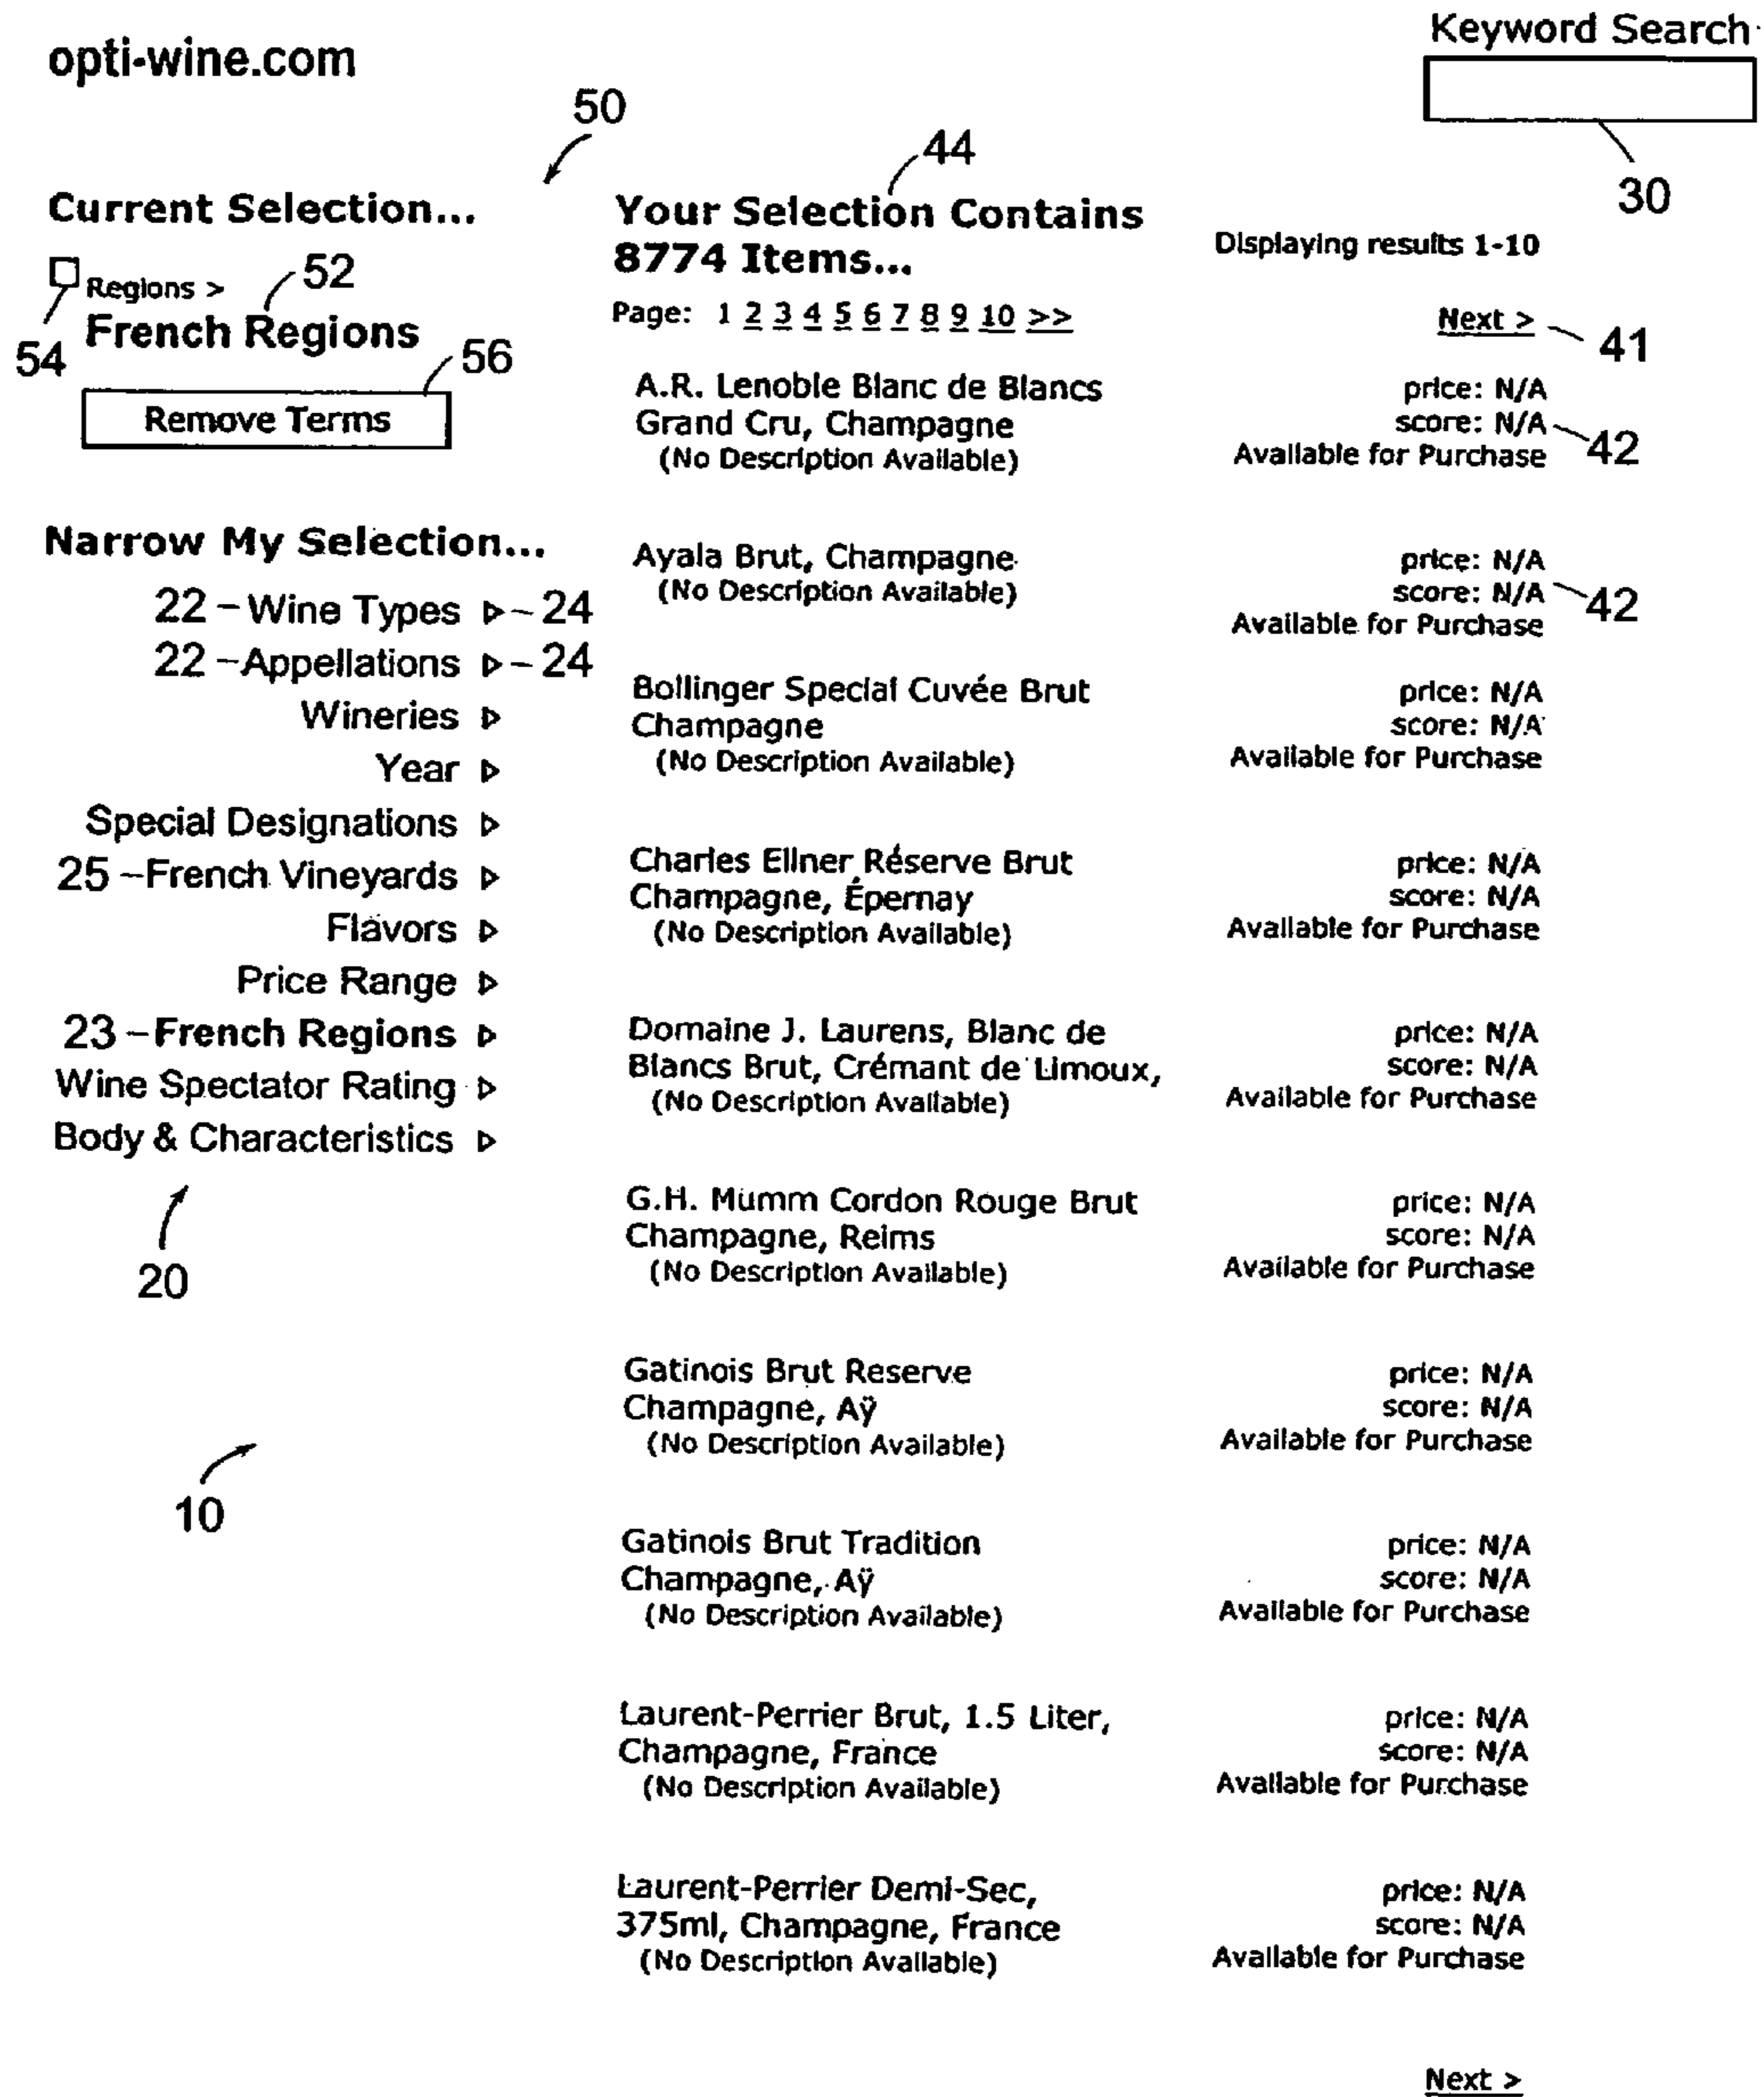 opti-wine.com
Keyword Search
30
50
Current Selection...
54
Regions >
52
French Regions
56
Remove Terms
Narrow My Selection...
22 – Wine Types ▷ – 24
22 – Appellations ▷ – 24
Wineries ▷
Year ▷
Special Designations ▷
25 – French Vineyards ▷
Flavors ▷
Price Range ▷
23 – French Regions ▷
Wine Spectator Rating ▷
Body & Characteristics ▷
20
10
44
Your Selection Contains
8774 Items...
Displaying results 1-10
Page: 1 2 3 4 5 6 7 8 9 10 >>
Next >
41
A.R. Lenoble Blanc de Blancs
Grand Cru, Champagne
(No Description Available)
price: N/A
score: N/A
42
Available for Purchase
Ayala Brut, Champagne
(No Description Available)
price: N/A
score: N/A
42
Available for Purchase
Bollinger Special Cuvée Brut
Champagne
(No Description Available)
price: N/A
score: N/A
Available for Purchase
Charles Ellner Réserve Brut
Champagne, Épernay
(No Description Available)
price: N/A
score: N/A
Available for Purchase
Domaine J. Laurens, Blanc de
Blancs Brut, Crémant de Limoux,
(No Description Available)
price: N/A
score: N/A
Available for Purchase
G.H. Mumm Cordon Rouge Brut
Champagne, Reims
(No Description Available)
price: N/A
score: N/A
Available for Purchase
Gatinois Brut Reserve
Champagne, Aÿ
(No Description Available)
price: N/A
score: N/A
Available for Purchase
Gatinois Brut Tradition
Champagne, Aÿ
(No Description Available)
price: N/A
score: N/A
Available for Purchase
Laurent-Perrier Brut, 1.5 Liter,
Champagne, France
(No Description Available)
price: N/A
score: N/A
Available for Purchase
Laurent-Perrier Demi-Sec,
375ml, Champagne, France
(No Description Available)
price: N/A
score: N/A
Available for Purchase
Next >